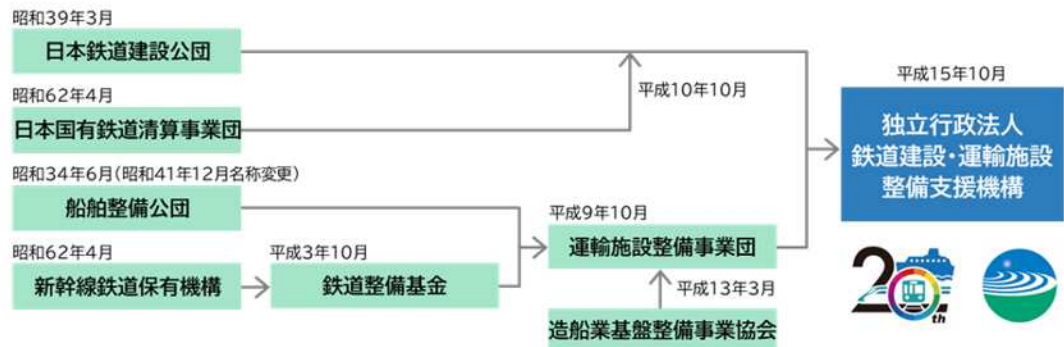 昭和39年3月
日本鉄道建設公団
昭和62年4月
日本国有鉄道清算事業団
平成10年10月
昭和34年6月(昭和41年12月名称変更)
船舶整備公団
昭和62年4月
新幹線鉄道保有機構
平成3年10月
鉄道整備基金
平成9年10月
運輸施設整備事業団
平成13年3月
造船業基盤整備事業協会
平成15年10月
独立行政法人
鉄道建設・運輸施設
整備支援機構
20th